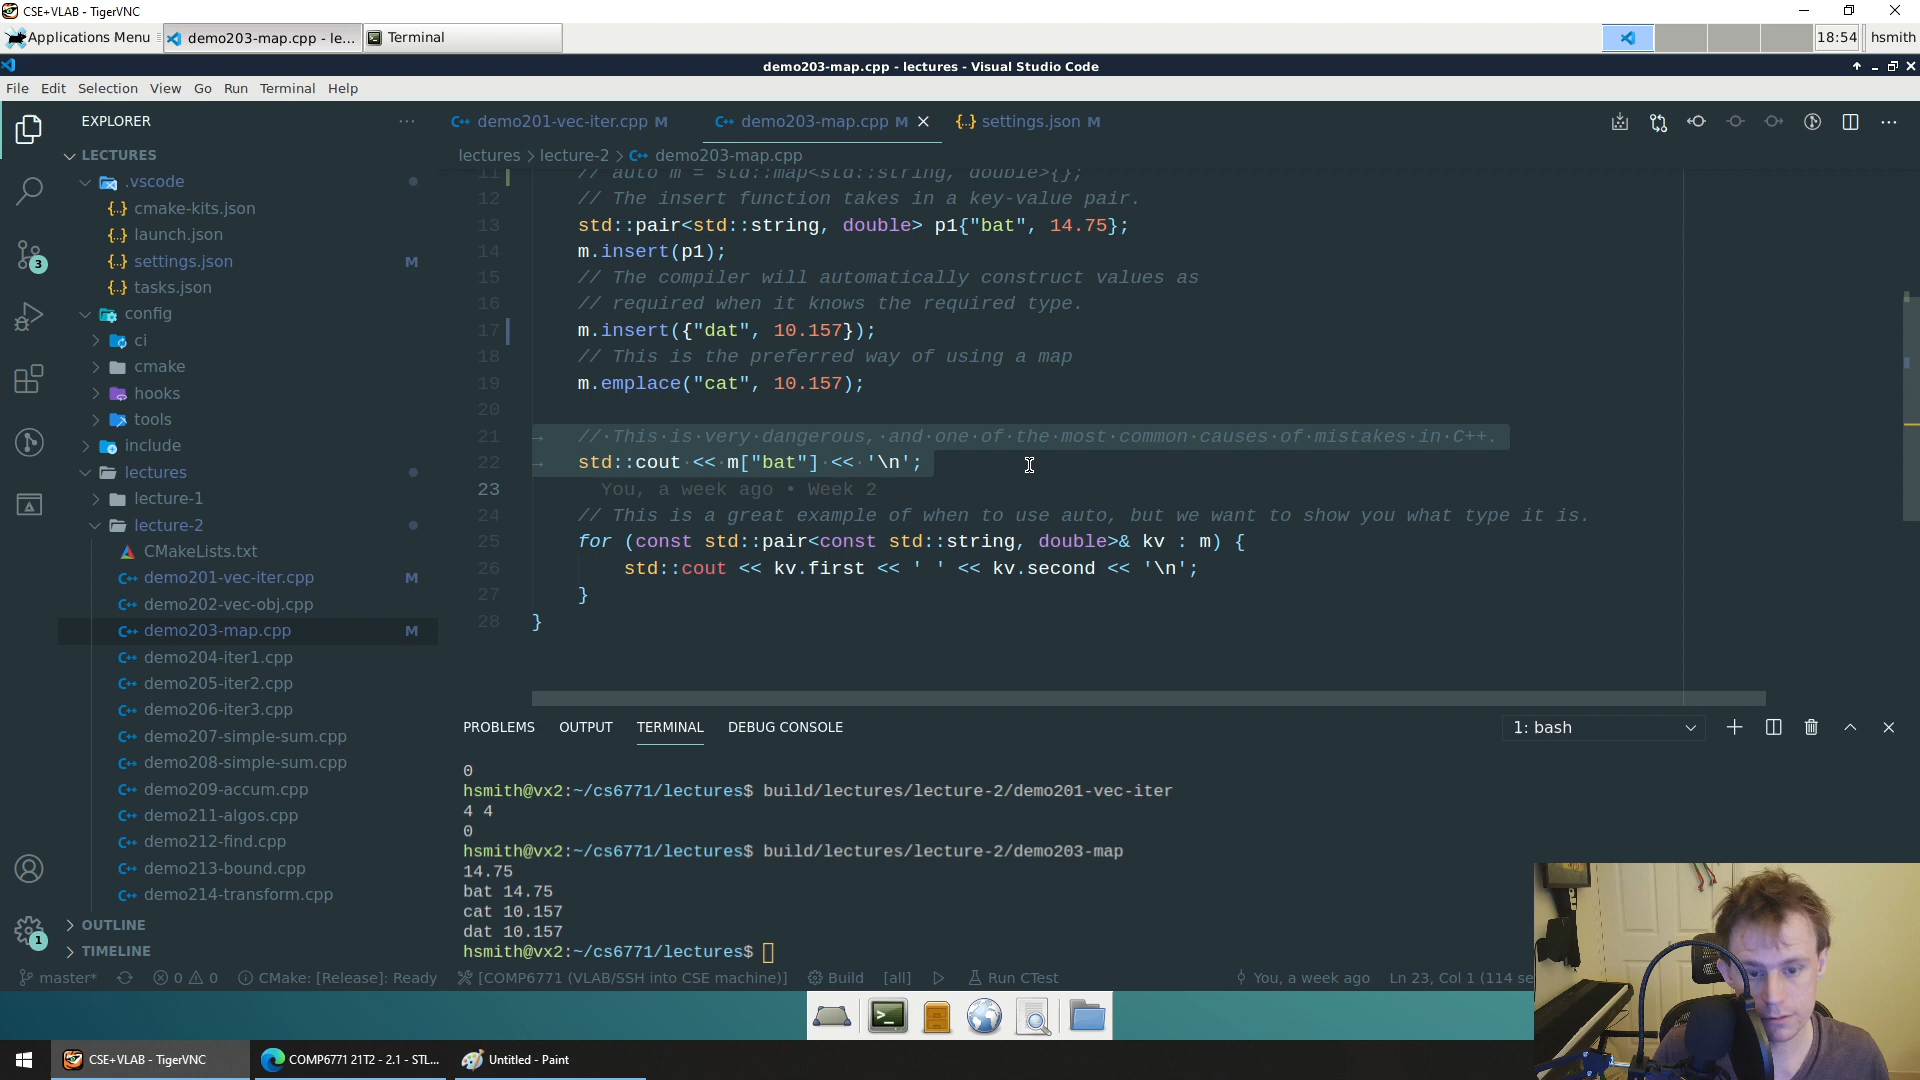 CSE+VLAB - TigerVNC
Applications Menu
demo203-map.cpp - le...
Terminal
18:54
hsmith
demo203-map.cpp - lectures - Visual Studio Code
File Edit Selection View Go Run Terminal Help
EXPLORER
demo201-vec-iter.cpp M
demo203-map.cpp M
settings.json M
lectures > lecture-2 > demo203-map.cpp
LECTURES
.vscode
cmake-kits.json
launch.json
settings.json M
tasks.json
config
ci
cmake
hooks
tools
include
lectures
lecture-1
lecture-2
CMakeLists.txt
demo201-vec-iter.cpp M
demo202-vec-obj.cpp
demo203-map.cpp M
demo204-iter1.cpp
demo205-iter2.cpp
demo206-iter3.cpp
demo207-simple-sum.cpp
demo208-simple-sum.cpp
demo209-accum.cpp
demo211-algos.cpp
demo212-find.cpp
demo213-bound.cpp
demo214-transform.cpp
OUTLINE
TIMELINE
3
1
11 // auto m = std::map<std::string, double>{};
12 // The insert function takes in a key-value pair.
13 std::pair<std::string, double> p1{"bat", 14.75};
14 m.insert(p1);
15 // The compiler will automatically construct values as
16 // required when it knows the required type.
17 m.insert({"dat", 10.157});
18 // This is the preferred way of using a map
19 m.emplace("cat", 10.157);
20
21 // This is very dangerous, and one of the most common causes of mistakes in C++.
22 std::cout << m["bat"] << '\n';
23 You, a week ago • Week 2
24 // This is a great example of when to use auto, but we want to show you what type it is.
25 for (const std::pair<const std::string, double>& kv : m) {
26 std::cout << kv.first << ' ' << kv.second << '\n';
27 }
28 }
PROBLEMS OUTPUT TERMINAL DEBUG CONSOLE
1: bash
0
hsmith@vx2:~/cs6771/lectures$ build/lectures/lecture-2/demo201-vec-iter
4 4
0
hsmith@vx2:~/cs6771/lectures$ build/lectures/lecture-2/demo203-map
14.75
bat 14.75
cat 10.157
dat 10.157
hsmith@vx2:~/cs6771/lectures$
master* 0 0 CMake: [Release]: Ready [COMP6771 (VLAB/SSH into CSE machine)] Build [all] Run CTest You, a week ago Ln 23, Col 1 (114 se
CSE+VLAB - TigerVNC
COMP6771 21T2 - 2.1 - STL...
Untitled - Paint